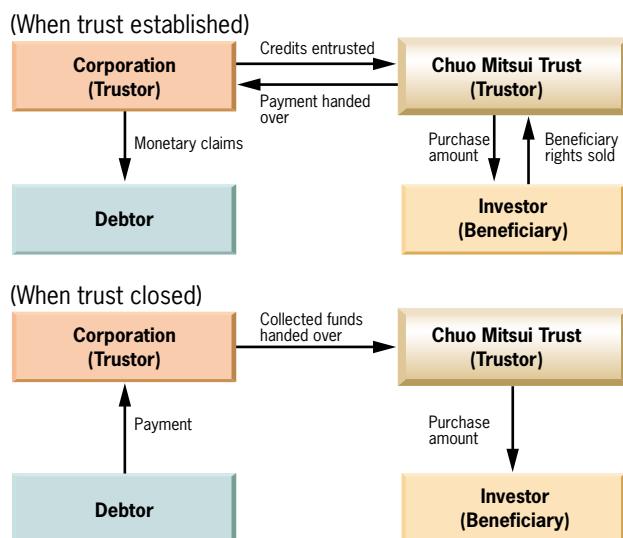 (When trust established)
Corporation
(Trustor)
Credits entrusted
Payment handed
over
Chuo Mitsui Trust
(Trustor)
Monetary claims
Purchase
amount
Beneficiary
rights sold
Debtor
Investor
(Beneficiary)
(When trust closed)
Corporation
(Trustor)
Collected funds
handed over
Chuo Mitsui Trust
(Trustor)
Payment
Purchase
amount
Debtor
Investor
(Beneficiary)